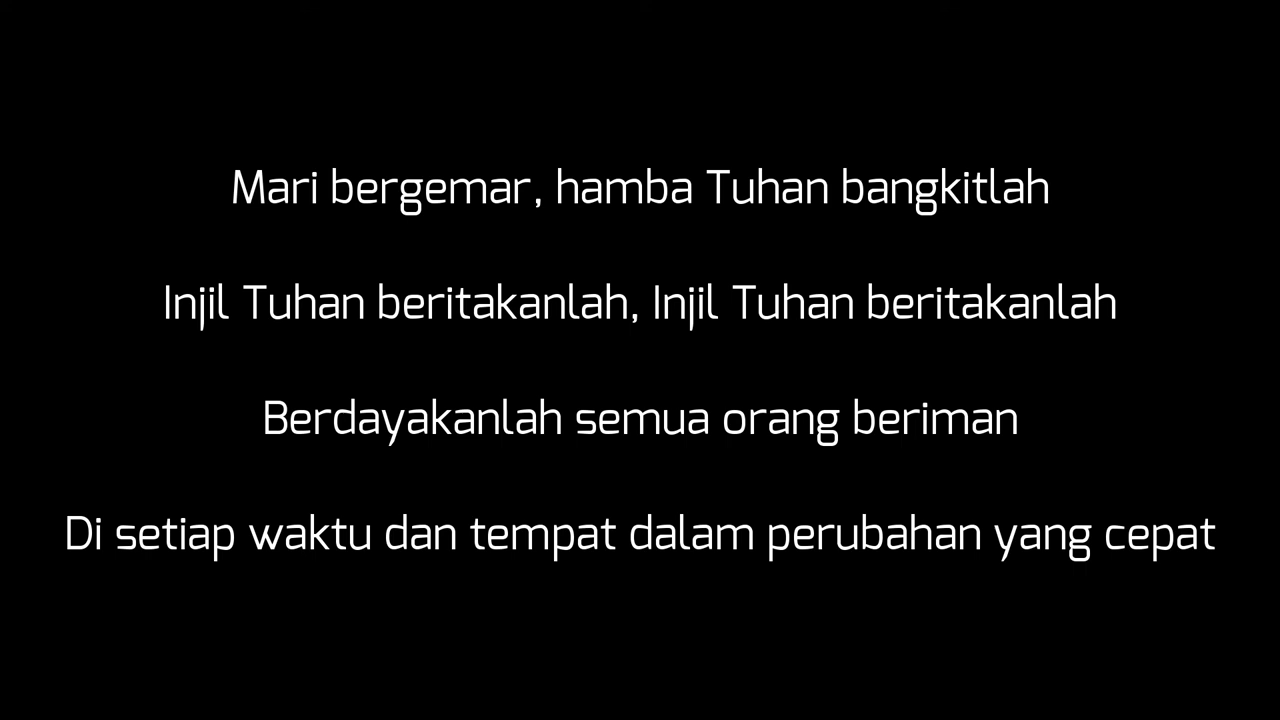 Mari bergemar, hamba Tuhan bangkitlah
Injil Tuhan beritakanlah, Injil Tuhan beritakanlah
Berdayakanlah semua orang beriman
Di setiap waktu dan tempat dalam perubahan yang cepat